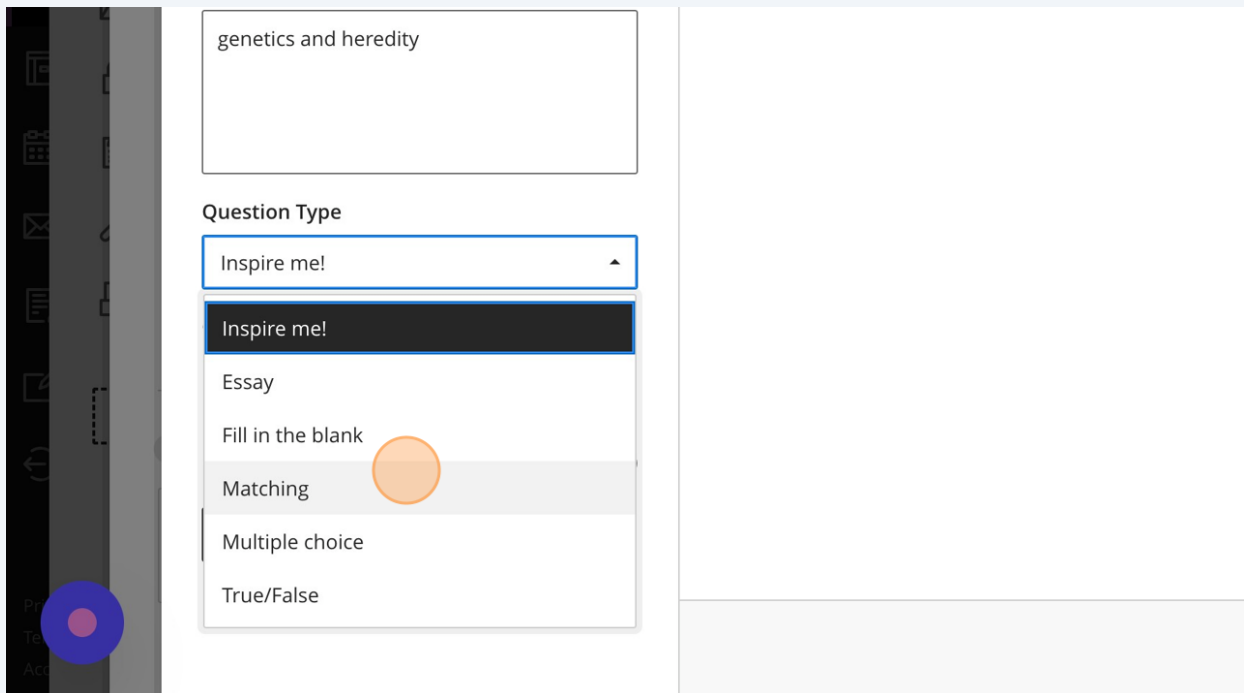 genetics and heredity
Question Type
Inspire me!
Inspire me!
Essay
Fill in the blank
Matching
Multiple choice
True/False